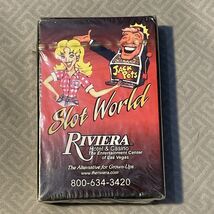 JACK
POTS
Slot World
RIVIERA
Hotel & Casino
The Entertainment Center
of Las Vegas
The Alternative for Grown-Ups
www.theriviera.com
800-634-3420